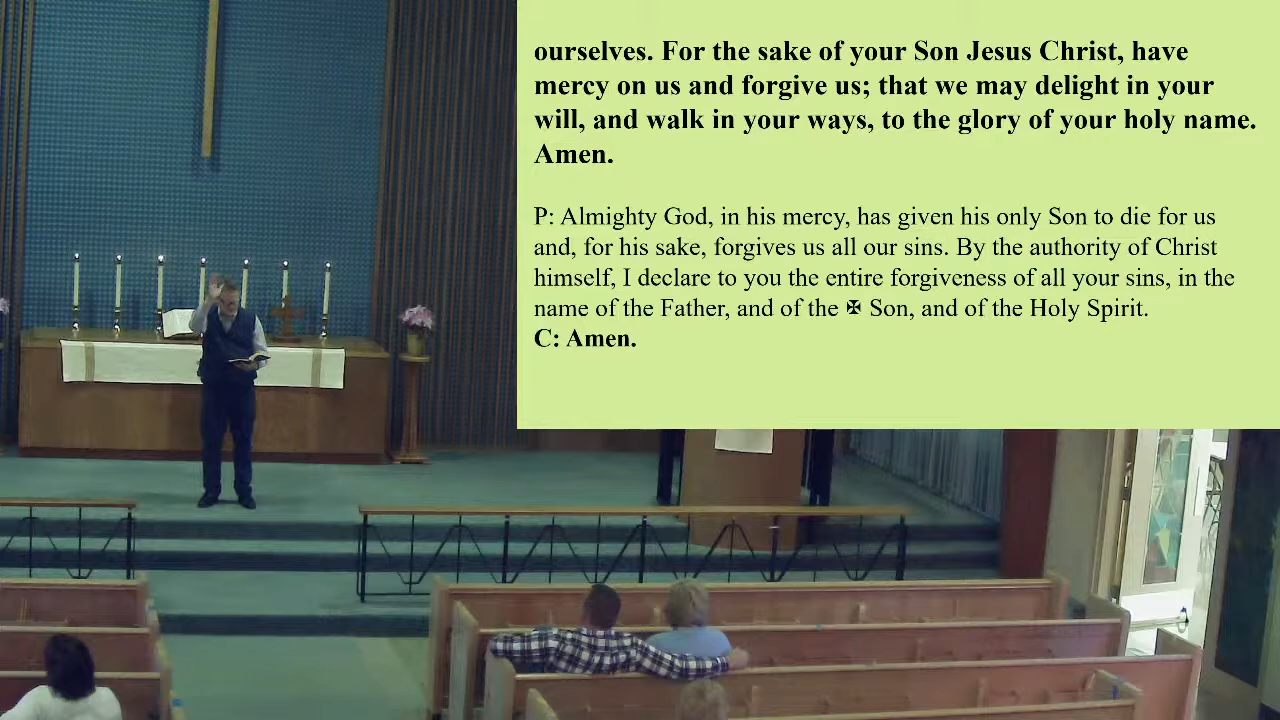 ourselves. For the sake of your Son Jesus Christ, have
mercy on us and forgive us; that we may delight in your
will, and walk in your ways, to the glory of your holy name.
Amen.
P: Almighty God, in his mercy, has given his only Son to die for us
and, for his sake, forgives us all our sins. By the authority of Christ
himself, I declare to you the entire forgiveness of all your sins, in the
name of the Father, and of the ✠ Son, and of the Holy Spirit.
C: Amen.